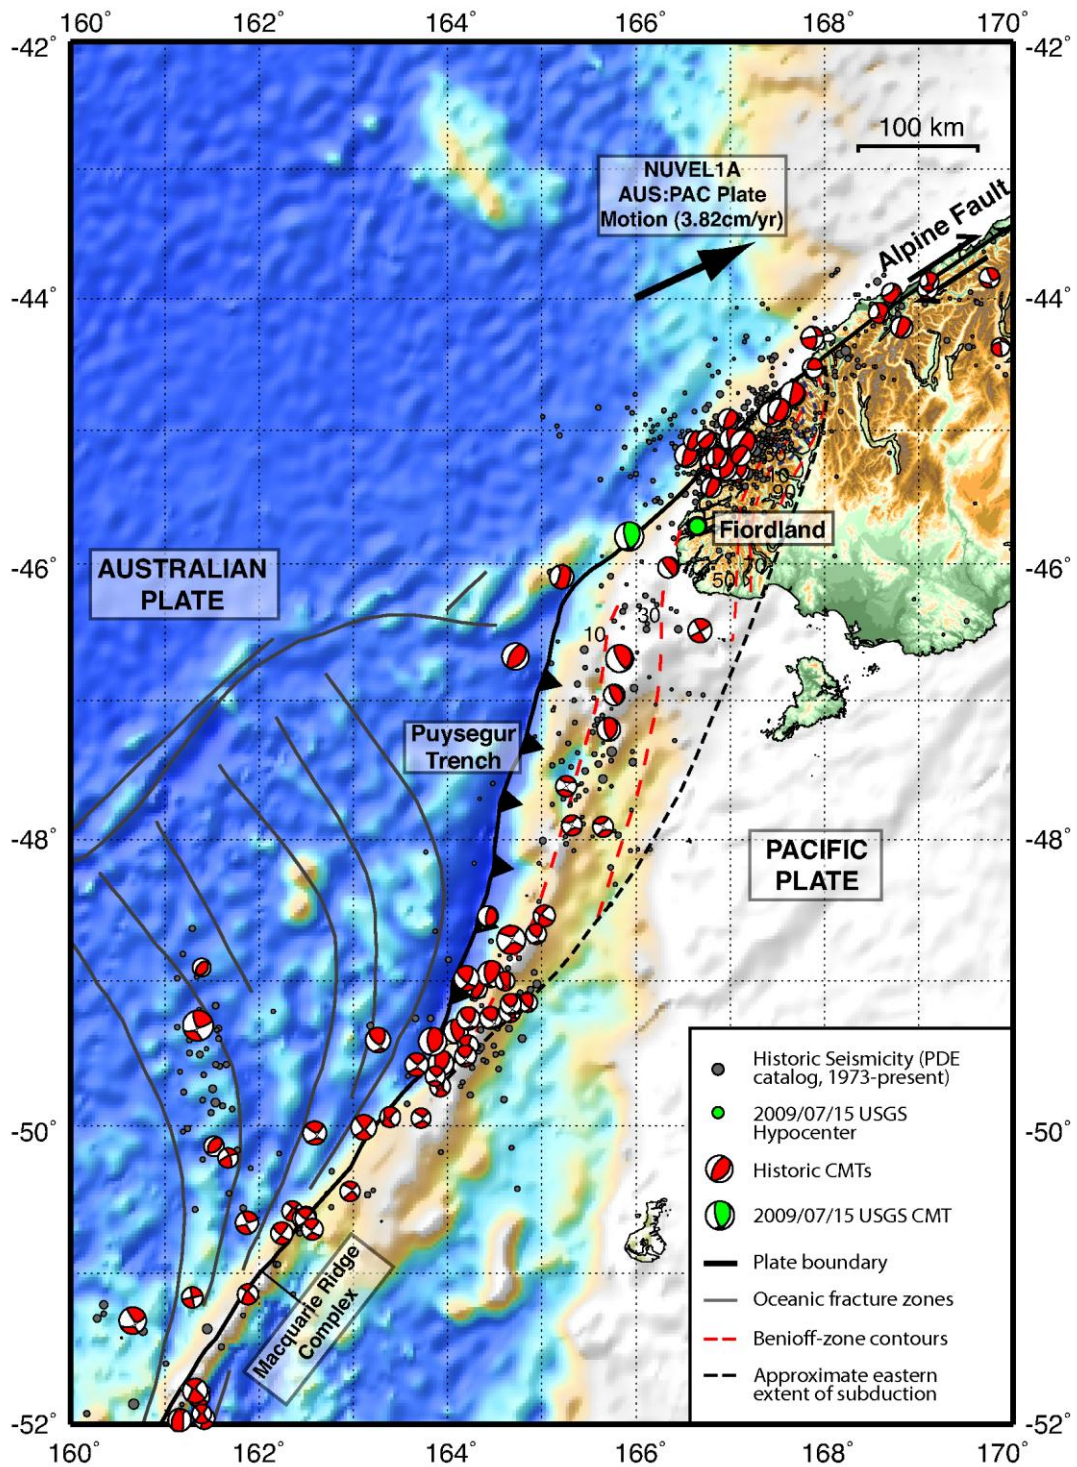 160˚ 162˚ 164˚ 166˚ 168˚ 170˚
-42˚ -42˚
100 km
NUVEL1A
AUS:PAC Plate
Motion (3.82cm/yr)
Alpine Fault
-44˚ -44˚
90
Fiordland
-46˚ -46˚
AUSTRALIAN
PLATE
50 70
30
10
Puysegur
Trench
-48˚ -48˚
PACIFIC
PLATE
-50˚ -50˚
Macquarie Ridge
Complex
Historic Seismicity (PDE
catalog, 1973-present)
2009/07/15 USGS
Hypocenter
Historic CMTs
2009/07/15 USGS CMT
Plate boundary
Oceanic fracture zones
Benioff-zone contours
Approximate eastern
extent of subduction
-52˚ -52˚
160˚ 162˚ 164˚ 166˚ 168˚ 170˚